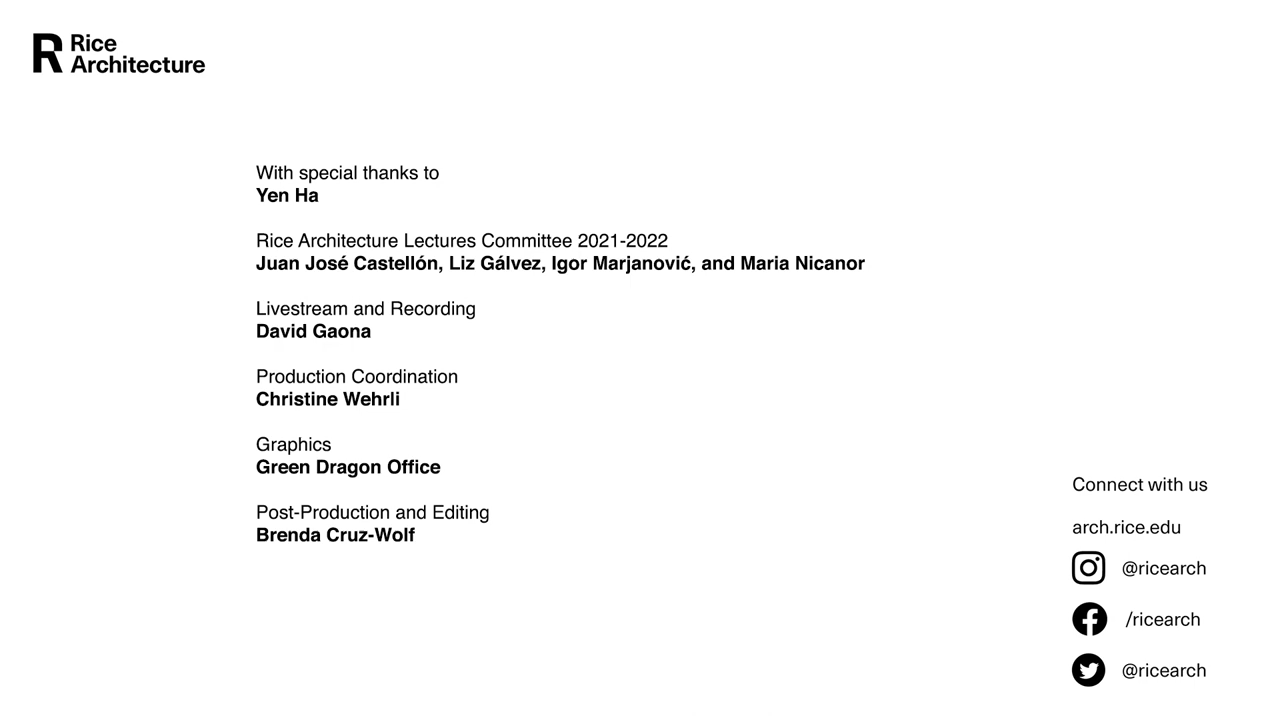 Rice
Architecture
With special thanks to
Yen Ha
Rice Architecture Lectures Committee 2021-2022
Juan José Castellón, Liz Gálvez, Igor Marjanović, and Maria Nicanor
Livestream and Recording
David Gaona
Production Coordination
Christine Wehrli
Graphics
Green Dragon Office
Post-Production and Editing
Brenda Cruz-Wolf
Connect with us
arch.rice.edu
@ricearch
/ricearch
@ricearch